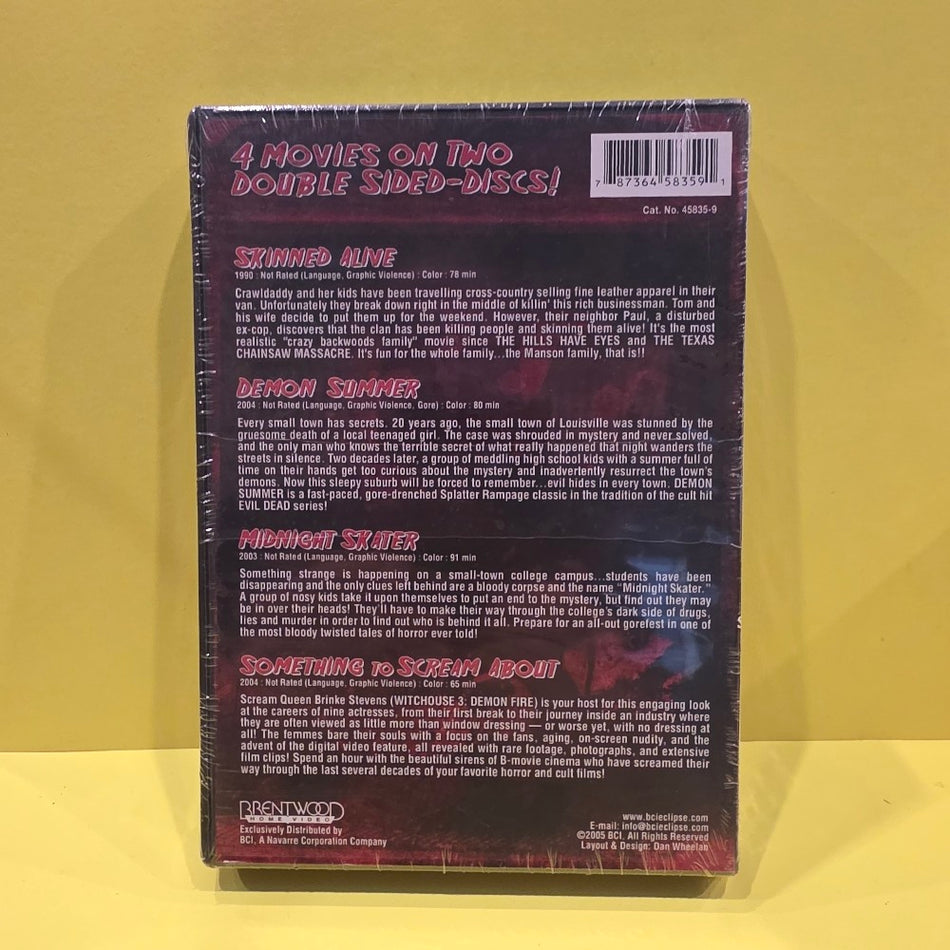 4 MOVIES ON TWO
DOUBLE SIDED-DISCS!
7 87364 58359 1
Cat. No. 45835-9
SKINNED ALIVE
1990 : Not Rated (Language, Graphic Violence) : Color : 78 min
Crawldaddy and her kids have been travelling cross-country selling fine leather apparel in their
van. Unfortunately they break down right in the middle of killin' this rich businessman. Tom and
his wife decide to put them up for the weekend. However, their neighbor Paul, a disturbed
ex-cop, discovers that the clan has been killing people and skinning them alive! It's the most
realistic "crazy backwoods family" movie since THE HILLS HAVE EYES and THE TEXAS
CHAINSAW MASSACRE. It's fun for the whole family...the Manson family, that is!!
DEMON SUMMER
2004 : Not Rated (Language, Graphic Violence, Gore) : Color : 80 min
Every small town has secrets. 20 years ago, the small town of Louisville was stunned by the
gruesome death of a local teenaged girl. The case was shrouded in mystery and never solved,
and the only man who knows the terrible secret of what really happened that night wanders the
streets in silence. Two decades later, a group of meddling high school kids with a summer full of
time on their hands get too curious about the mystery and inadvertently resurrect the town's
demons. Now this sleepy suburb will be forced to remember...evil hides in every town. DEMON
SUMMER is a fast-paced, gore-drenched Splatter Rampage classic in the tradition of the cult hit
EVIL DEAD series!
MIDNIGHT SKATER
2003 : Not Rated (Language, Graphic Violence) : Color : 91 min
Something strange is happening on a small-town college campus...students have been
disappearing and the only clues left behind are a bloody corpse and the name "Midnight Skater."
A group of nosy kids take it upon themselves to put an end to the mystery, but find out they may
be in over their heads! They'll have to make their way through the college's dark side of drugs,
lies and murder in order to find out who is behind it all. Prepare for an all-out gorefest in one of
the most bloody twisted tales of horror ever told!
SOMETHING TO SCREAM ABOUT
2004 : Not Rated (Language, Graphic Violence) : Color : 65 min
Scream Queen Brinke Stevens (WITCHOUSE 3: DEMON FIRE) is your host for this engaging look
at the careers of nine actresses, from their first break to their journey inside an industry where
they are often viewed as little more than window dressing — or worse yet, with no dressing at
all! The femmes bare their souls with a focus on the fans, aging, on-screen nudity, and the
advent of the digital video feature, all revealed with rare footage, photographs, and extensive
film clips! Spend an hour with the beautiful sirens of B-movie cinema who have screamed their
way through the last several decades of your favorite horror and cult films!
BRENTWOOD
HOME VIDEO
Exclusively Distributed by
BCI, A Navarre Corporation Company
www.bcieclipse.com
E-mail: info@bcieclipse.com
©2005 BCI, All Rights Reserved
Layout & Design: Dan Wheelan